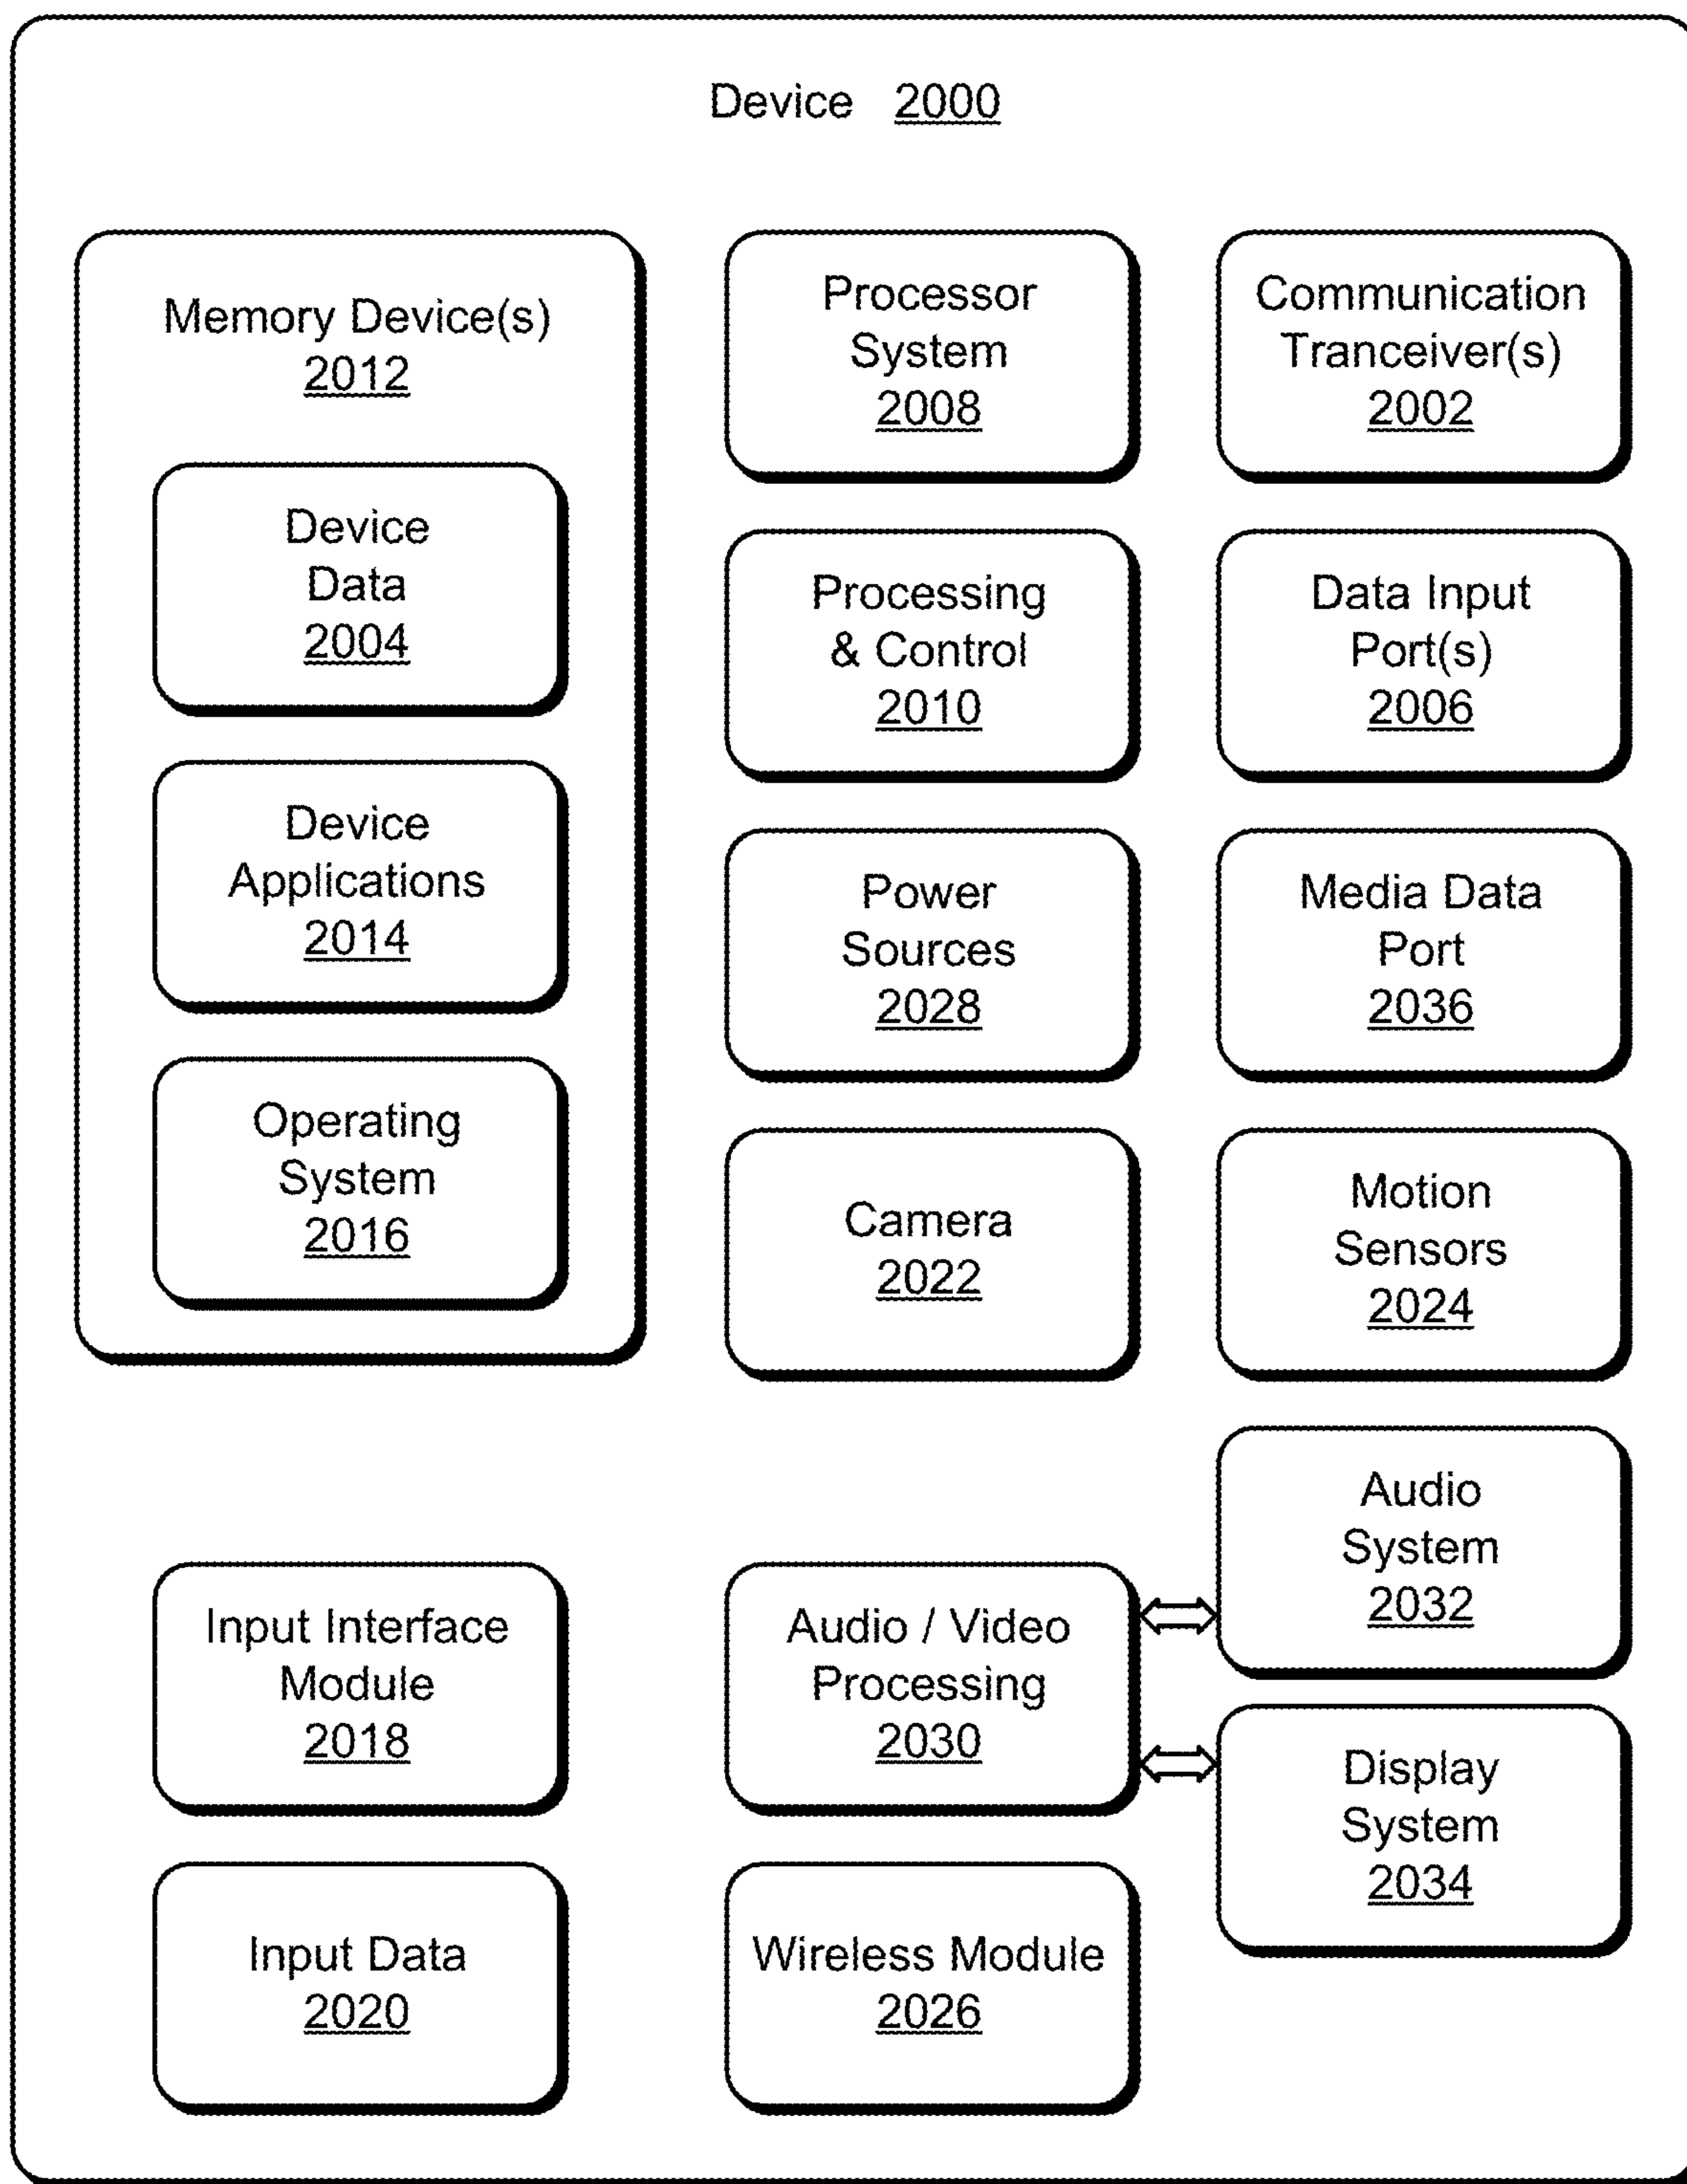 Device 2000
Memory Device(s)
2012
Device
Data
2004
Device
Applications
2014
Operating
System
2016
Processor
System
2008
Communication
Tranceiver(s)
2002
Processing
& Control
2010
Data Input
Port(s)
2006
Power
Sources
2028
Media Data
Port
2036
Camera
2022
Motion
Sensors
2024
Input Interface
Module
2018
Audio / Video
Processing
2030
Audio
System
2032
Display
System
2034
Input Data
2020
Wireless Module
2026